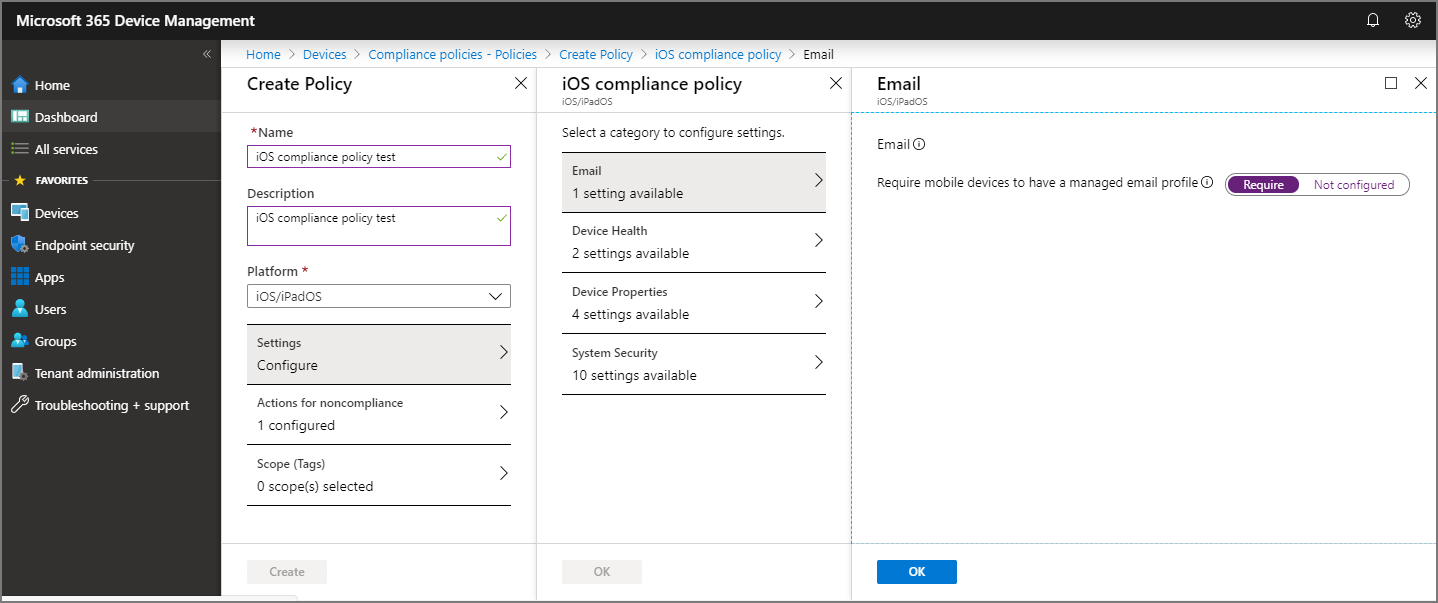 Microsoft 365 Device Management
Home > Devices > Compliance policies - Policies > Create Policy > iOS compliance policy > Email
Home
Dashboard
All services
FAVORITES
Devices
Endpoint security
Apps
Users
Groups
Tenant administration
Troubleshooting + support
Create Policy
*Name
iOS compliance policy test
Description
iOS compliance policy test
Platform *
iOS/iPadOS
Settings
Configure
Actions for noncompliance
1 configured
Scope (Tags)
0 scope(s) selected
Create
iOS compliance policy
iOS/iPadOS
Select a category to configure settings.
Email
1 setting available
Device Health
2 settings available
Device Properties
4 settings available
System Security
10 settings available
OK
Email
iOS/iPadOS
Email
Require mobile devices to have a managed email profile Require Not configured
OK